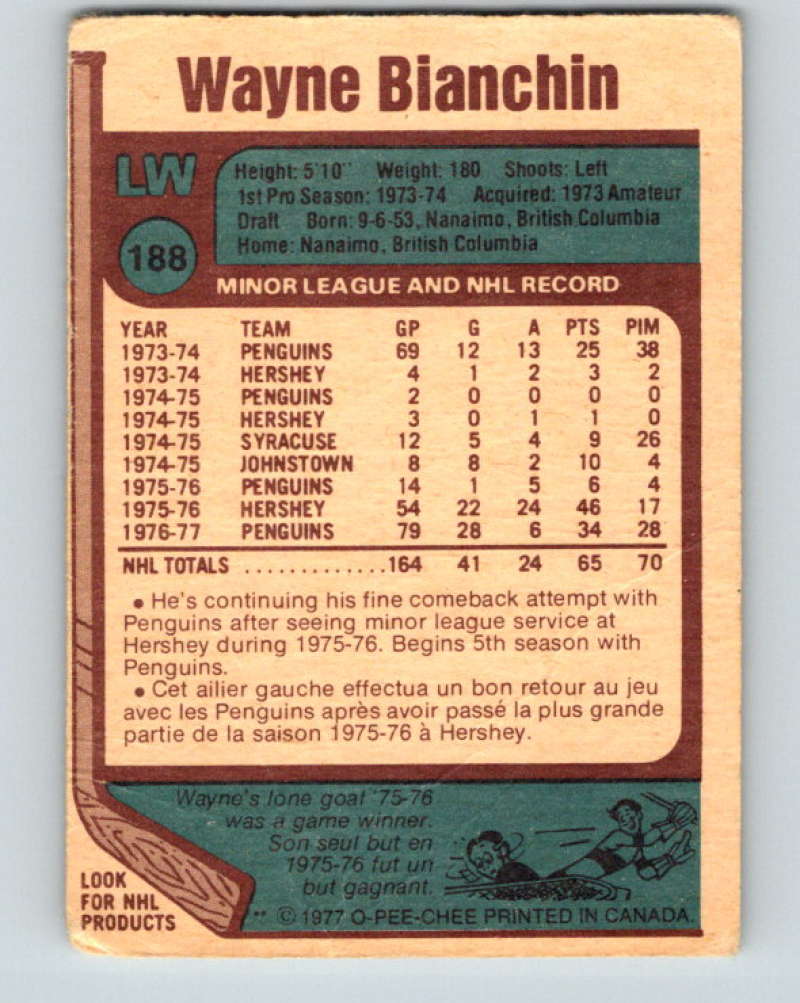 Wayne Bianchin
LW
188
Height: 5'10" Weight: 180 Shoots: Left
1st Pro Season: 1973-74 Acquired: 1973 Amateur
Draft Born: 9-6-53, Nanaimo, British Columbia
Home: Nanaimo, British Columbia
MINOR LEAGUE AND NHL RECORD
YEAR TEAM GP G A PTS PIM
1973-74 PENGUINS 69 12 13 25 38
1973-74 HERSHEY 4 1 2 3 2
1974-75 PENGUINS 2 0 0 0 0
1974-75 HERSHEY 3 0 1 1 0
1974-75 SYRACUSE 12 5 4 9 26
1974-75 JOHNSTOWN 8 8 2 10 4
1975-76 PENGUINS 14 1 5 6 4
1975-76 HERSHEY 54 22 24 46 17
1976-77 PENGUINS 79 28 6 34 28
NHL TOTALS .............164 41 24 65 70
• He's continuing his fine comeback attempt with
Penguins after seeing minor league service at
Hershey during 1975-76. Begins 5th season with
Penguins.
• Cet ailier gauche effectua un bon retour au jeu
avec les Penguins après avoir passé la plus grande
partie de la saison 1975-76 à Hershey.
Wayne's lone goal '75-76
was a game winner.
Son seul but en
1975-76 fut un
but gagnant.
LOOK
FOR NHL
PRODUCTS
** © 1977 O-PEE-CHEE PRINTED IN CANADA.